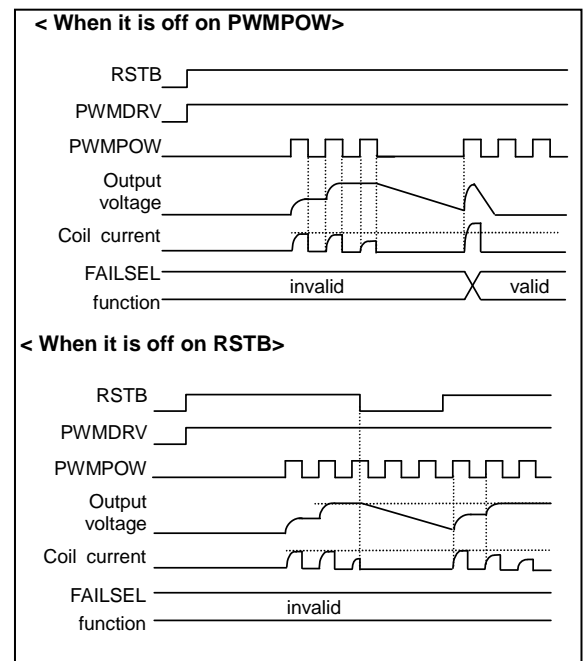 < When it is off on PWMPOW>
RSTB
PWMDRV
PWMPOW
Output
voltage
Coil current
FAILSEL
function
invalid
valid
< When it is off on RSTB>
RSTB
PWMDRV
PWMPOW
Output
voltage
Coil current
FAILSEL
function
invalid